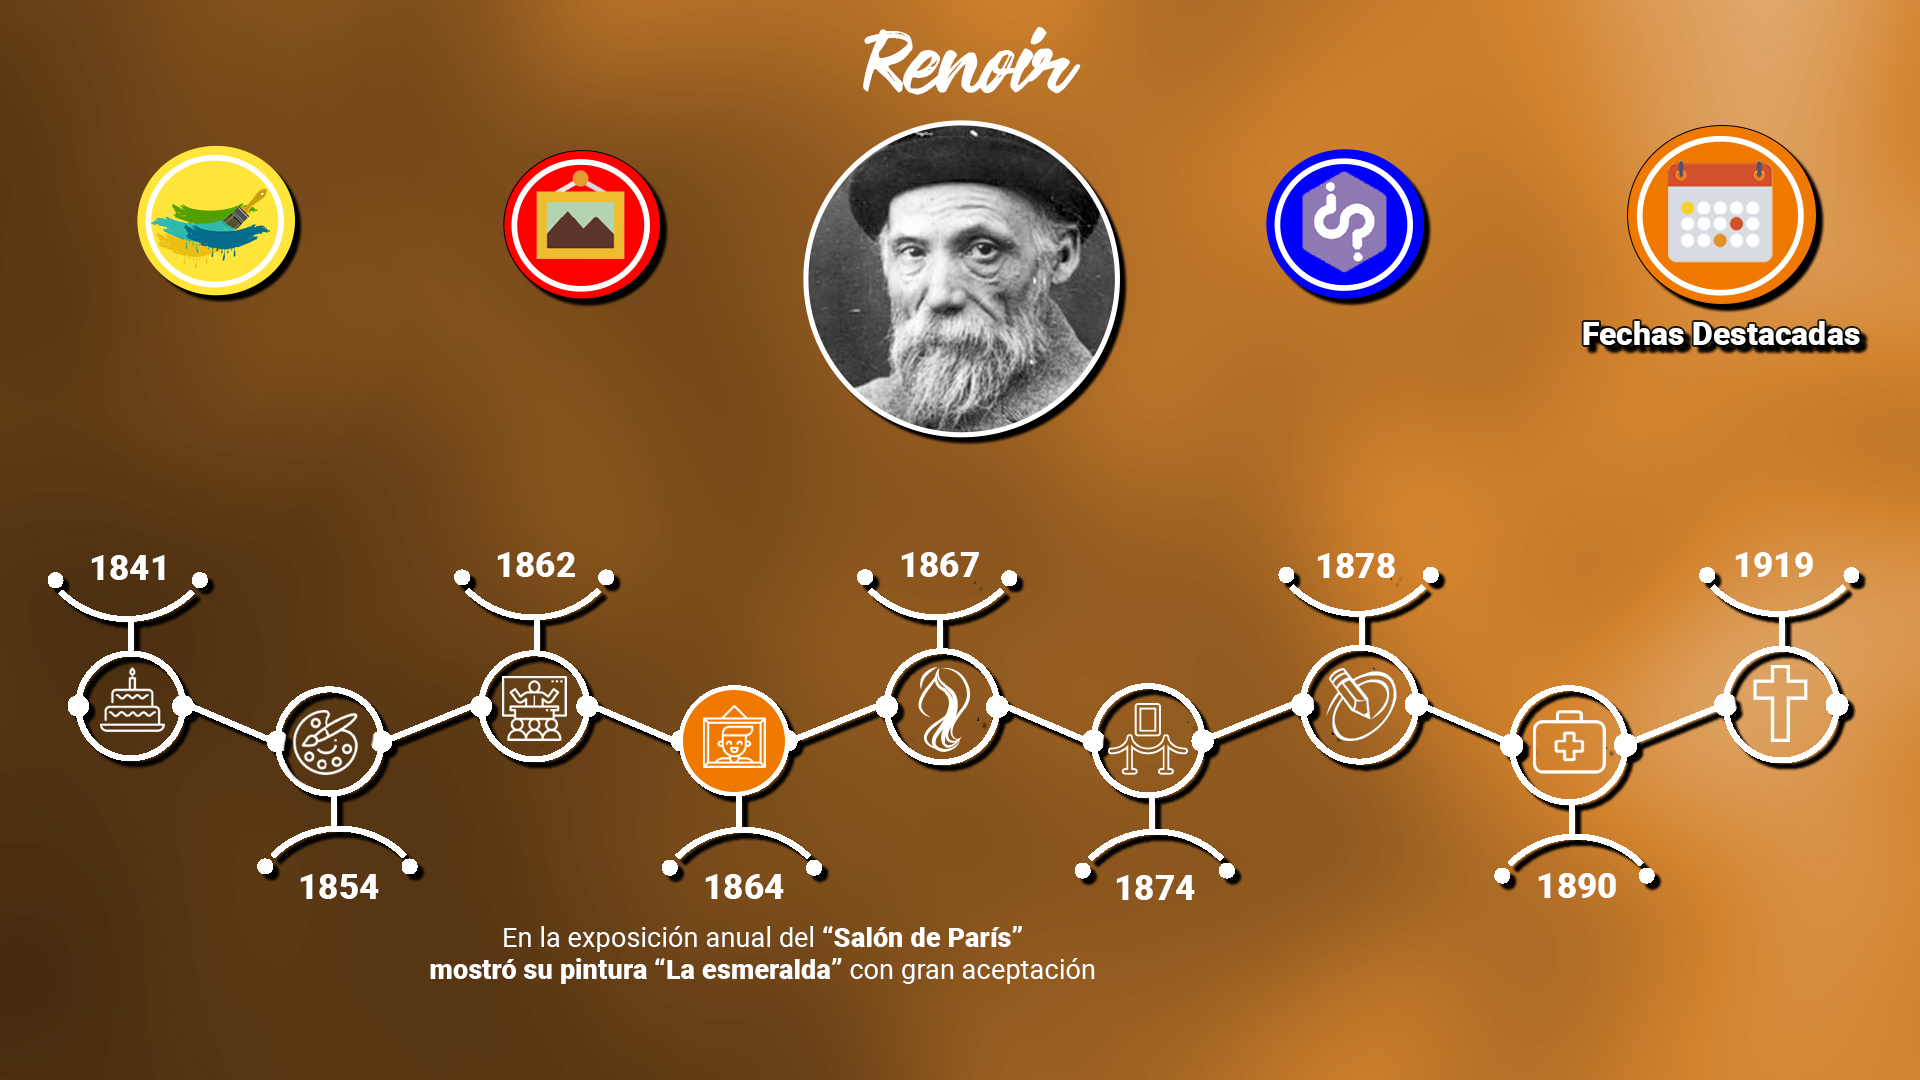 Renoir
Fechas Destacadas
1841
1862
1867
1878
1919
1854
1864
1874
1890
En la exposición anual del “Salón de París”
mostró su pintura “La esmeralda” con gran aceptación